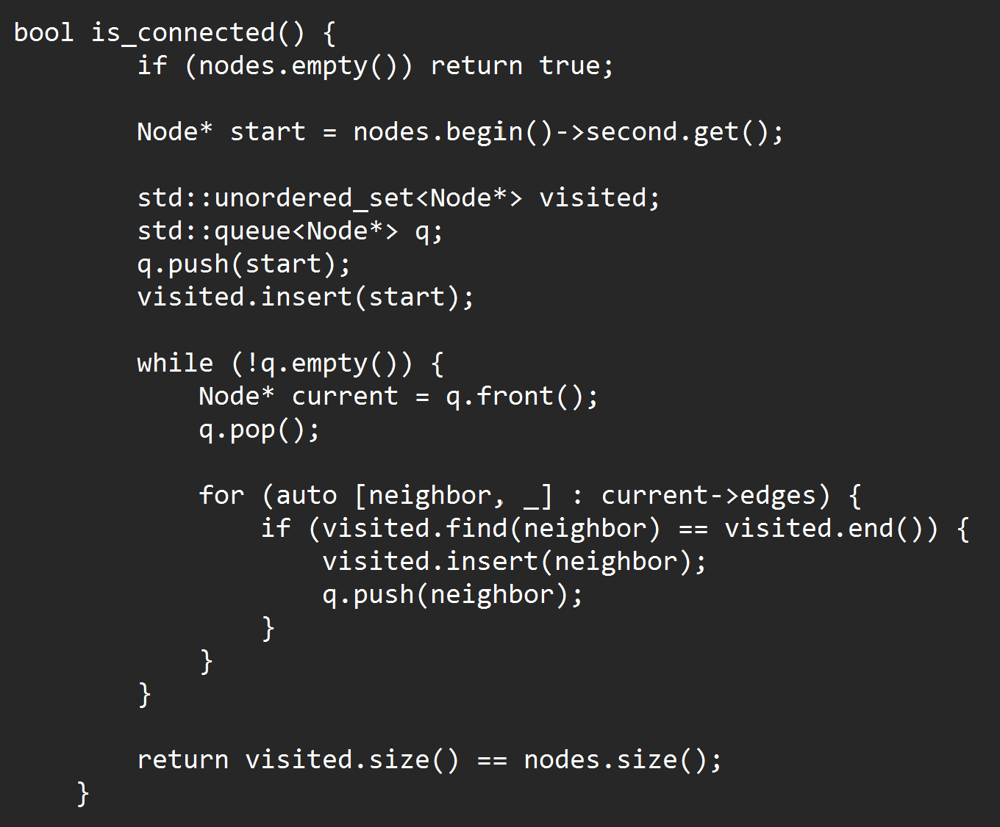 bool is_connected() {
        if (nodes.empty()) return true;

        Node* start = nodes.begin()->second.get();

        std::unordered_set<Node*> visited;
        std::queue<Node*> q;
        q.push(start);
        visited.insert(start);

        while (!q.empty()) {
            Node* current = q.front();
            q.pop();

            for (auto [neighbor, _] : current->edges) {
                if (visited.find(neighbor) == visited.end()) {
                    visited.insert(neighbor);
                    q.push(neighbor);
                }
            }
        }

        return visited.size() == nodes.size();
    }